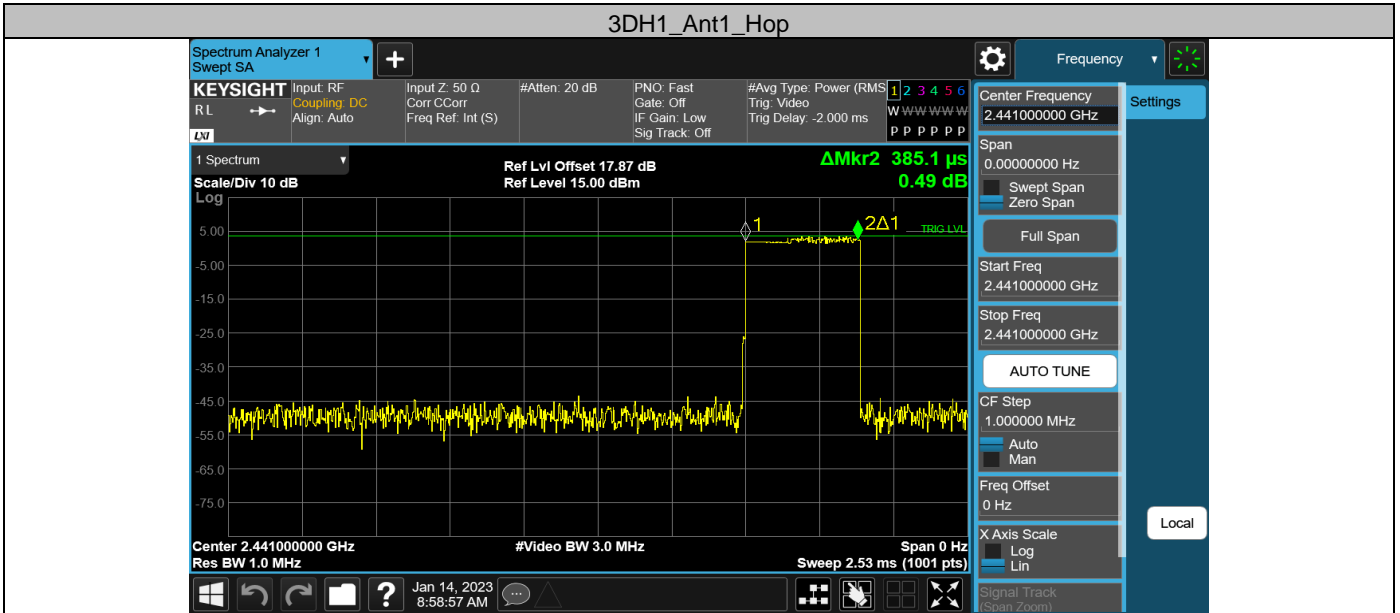 3DH1_Ant1_Hop
Spectrum Analyzer 1
Swept SA
Frequency
KEYSIGHT
RL
LXI
Input: RF
Coupling: DC
Align: Auto
Input Z: 50 Ω
Corr CCorr
Freq Ref: Int (S)
#Atten: 20 dB
PNO: Fast
Gate: Off
IF Gain: Low
Sig Track: Off
#Avg Type: Power (RMS
Trig: Video
Trig Delay: -2.000 ms
1 2 3 4 5 6
W W W W W W
P P P P P P
1 Spectrum
Scale/Div 10 dB
Log
Ref Lvl Offset 17.87 dB
Ref Level 15.00 dBm
ΔMkr2 385.1 µs
0.49 dB
1
2Δ1
TRIG LVL
5.00
-5.00
-15.0
-25.0
-35.0
-45.0
-55.0
-65.0
-75.0
Center 2.441000000 GHz
#Video BW 3.0 MHz
Span 0 Hz
Res BW 1.0 MHz
Sweep 2.53 ms (1001 pts)
Jan 14, 2023
8:58:57 AM
Center Frequency
2.441000000 GHz
Settings
Span
0.00000000 Hz
Swept Span
Zero Span
Full Span
Start Freq
2.441000000 GHz
Stop Freq
2.441000000 GHz
AUTO TUNE
CF Step
1.000000 MHz
Auto
Man
Freq Offset
0 Hz
Local
X Axis Scale
Log
Lin
Signal Track
(Span Zoom)